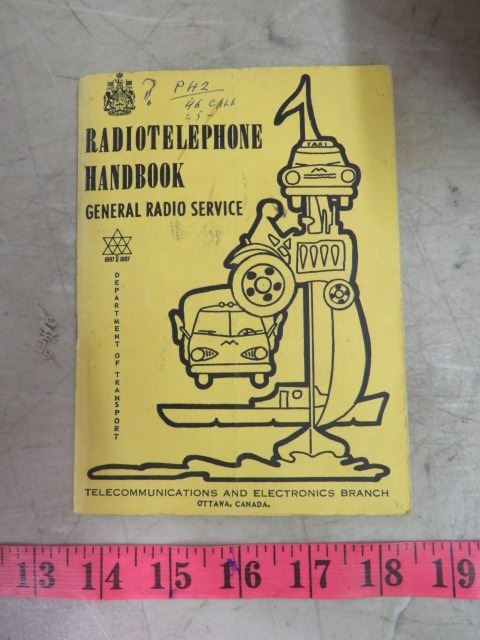 PH2
46 CALL
RADIOTELEPHONE
HANDBOOK
GENERAL RADIO SERVICE
TAXI
1867 1967
DEPARTMENT OF TRANSPORT
TELECOMMUNICATIONS AND ELECTRONICS BRANCH
OTTAWA, CANADA.
13 14 15 16 17 18 19